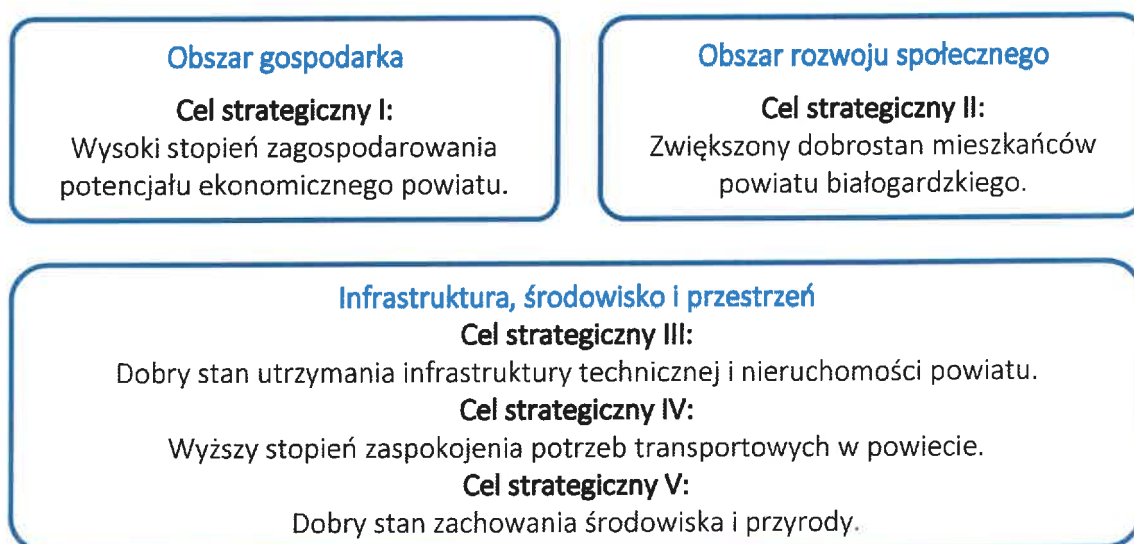 Obszar gospodarka
Cel strategiczny I:
Wysoki stopień zagospodarowania
potencjału ekonomicznego powiatu.
Obszar rozwoju społecznego
Cel strategiczny II:
Zwiększony dobrostan mieszkańców
powiatu białogardzkiego.
Infrastruktura, środowisko i przestrzeń
Cel strategiczny III:
Dobry stan utrzymania infrastruktury technicznej i nieruchomości powiatu.
Cel strategiczny IV:
Wyższy stopień zaspokojenia potrzeb transportowych w powiecie.
Cel strategiczny V:
Dobry stan zachowania środowiska i przyrody.